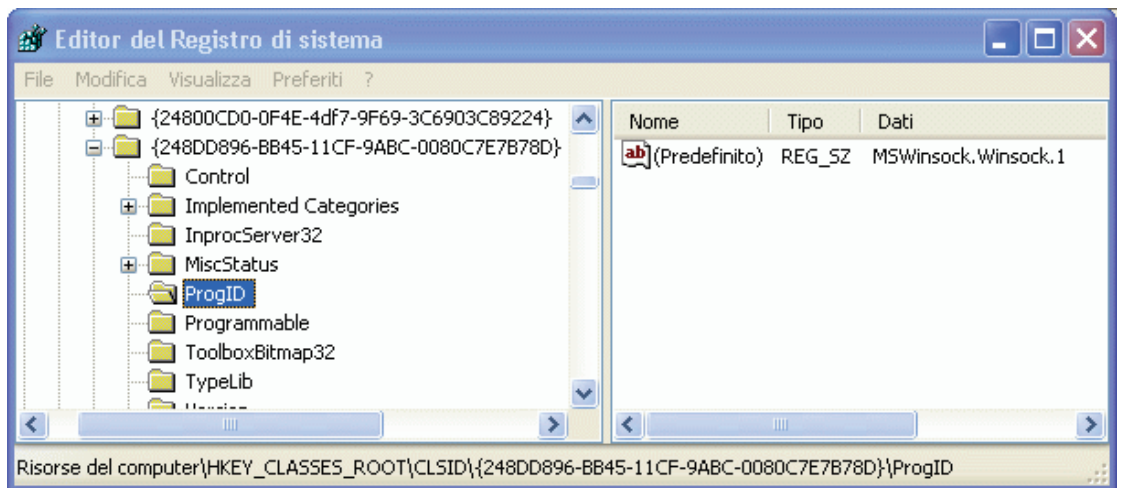 Editor del Registro di sistema
File Modifica Visualizza Preferiti ?
{24800CD0-0F4E-4df7-9F69-3C6903C89224}
{248DD896-BB45-11CF-9ABC-0080C7E7B78D}
Control
Implemented Categories
InprocServer32
MiscStatus
ProgID
Programmable
ToolboxBitmap32
TypeLib
Nome Tipo Dati
ab (Predefinito) REG_SZ MSWinsock.Winsock.1
Risorse del computer\HKEY_CLASSES_ROOT\CLSID\{248DD896-BB45-11CF-9ABC-0080C7E7B78D}\ProgID